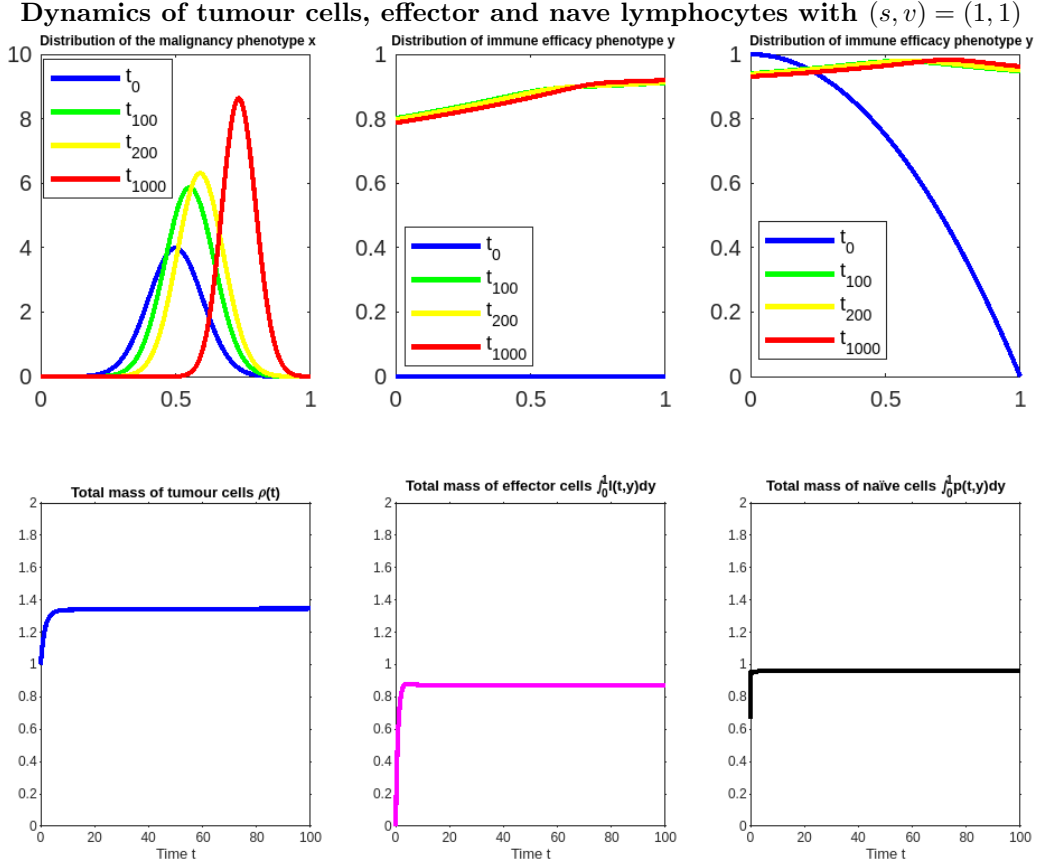 Dynamics of tumour cells, effector and nave lymphocytes with (s, v) = (1, 1)
Distribution of the malignancy phenotype x
10
8
6
4
2
0
0 0.5 1
t0
t100
t200
t1000
Distribution of immune efficacy phenotype y
1
0.8
0.6
0.4
0.2
0
0 0.5 1
t0
t100
t200
t1000
Distribution of immune efficacy phenotype y
1
0.8
0.6
0.4
0.2
0
0 0.5 1
t0
t100
t200
t1000
Total mass of tumour cells ρ(t)
2
1.8
1.6
1.4
1.2
1
0.8
0.6
0.4
0.2
0
0 20 40 60 80 100
Time t
Total mass of effector cells ∫01l(t,y)dy
2
1.8
1.6
1.4
1.2
1
0.8
0.6
0.4
0.2
0
0 20 40 60 80 100
Time t
Total mass of naïve cells ∫01p(t,y)dy
2
1.8
1.6
1.4
1.2
1
0.8
0.6
0.4
0.2
0
0 20 40 60 80 100
Time t